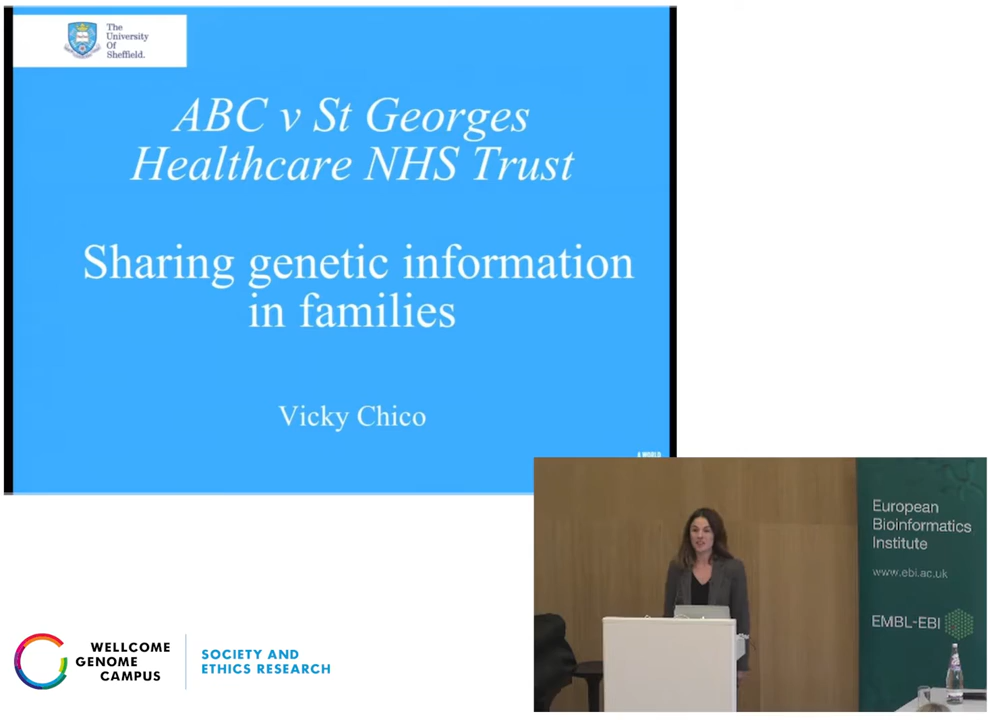 The
University
Of
Sheffield.
ABC v St Georges
Healthcare NHS Trust
Sharing genetic information
in families
Vicky Chico
A WORLD
European
Bioinformatics
Institute
www.ebi.ac.uk
EMBL-EBI
WELLCOME
GENOME
CAMPUS
SOCIETY AND
ETHICS RESEARCH